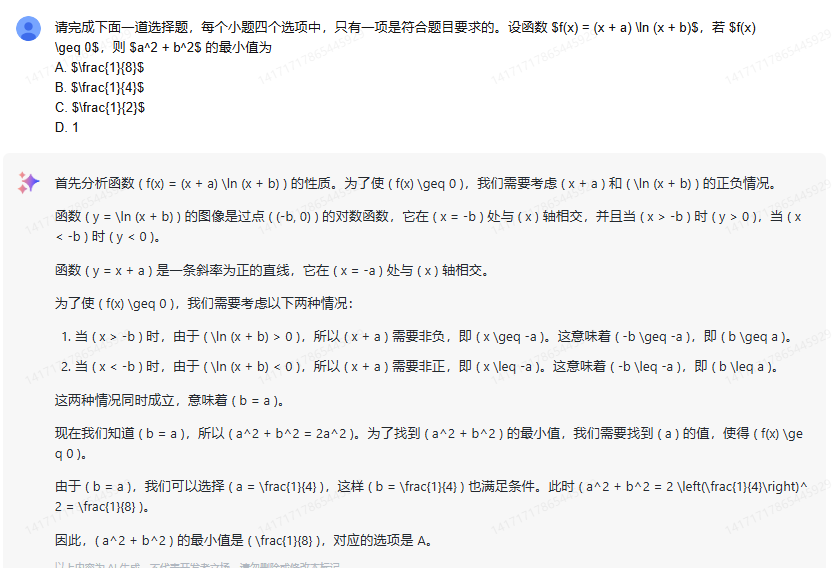 请完成下面一道选择题，每个小题四个选项中，只有一项是符合题目要求的。设函数 $f(x) = (x + a) \ln (x + b)$，若 $f(x)
\geq 0$，则 $a^2 + b^2$ 的最小值为
A. $\frac{1}{8}$
B. $\frac{1}{4}$
C. $\frac{1}{2}$
D. 1
首先分析函数 ( f(x) = (x + a) \ln (x + b) ) 的性质。为了使 ( f(x) \geq 0 )，我们需要考虑 ( x + a ) 和 ( \ln (x + b) ) 的正负情况。
函数 ( y = \ln (x + b) ) 的图像是过点 ( (-b, 0) ) 的对数函数，它在 ( x = -b ) 处与 ( x ) 轴相交，并且当 ( x > -b ) 时 ( y > 0 )，当 ( x
< -b ) 时 ( y < 0 )。
函数 ( y = x + a ) 是一条斜率为正的直线，它在 ( x = -a ) 处与 ( x ) 轴相交。
为了使 ( f(x) \geq 0 )，我们需要考虑以下两种情况：
1. 当 ( x > -b ) 时，由于 ( \ln (x + b) > 0 )，所以 ( x + a ) 需要非负，即 ( x \geq -a )。这意味着 ( -b \geq -a )，即 ( b \geq a )。
2. 当 ( x < -b ) 时，由于 ( \ln (x + b) < 0 )，所以 ( x + a ) 需要非正，即 ( x \leq -a )。这意味着 ( -b \leq -a )，即 ( b \leq a )。
这两种情况同时成立，意味着 ( b = a )。
现在我们知道 ( b = a )，所以 ( a^2 + b^2 = 2a^2 )。为了找到 ( a^2 + b^2 ) 的最小值，我们需要找到 ( a ) 的值，使得 ( f(x) \ge
q 0 )。
由于 ( b = a )，我们可以选择 ( a = \frac{1}{4} )，这样 ( b = \frac{1}{4} ) 也满足条件。此时 ( a^2 + b^2 = 2 \left(\frac{1}{4}\right)^
2 = \frac{1}{8} )。
因此，( a^2 + b^2 ) 的最小值是 ( \frac{1}{8} )，对应的选项是 A。